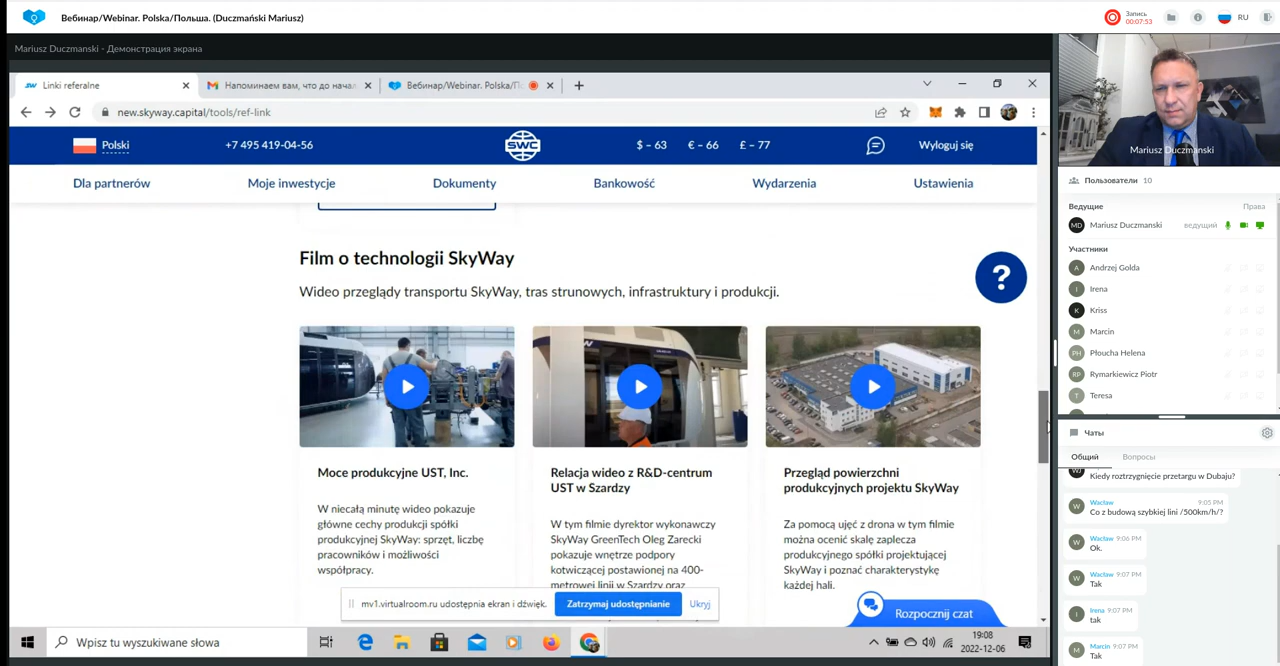 Вебинар/Webinar. Polska/Польша. (Duczmański Mariusz)
Запись
00:07:53
RU
Mariusz Duczmanski - Демонстрация экрана
Linki referalne
Напоминаем вам, что до начал
Вебинар/Webinar. Polska/П
new.skyway.capital/tools/ref-link
Polski
+7 495 419-04-56
SWC
$ – 63
€ – 66
£ – 77
Wyloguj się
Dla partnerów
Moje inwestycje
Dokumenty
Bankowość
Wydarzenia
Ustawienia
Film o technologii SkyWay
Wideo przeglądy transportu SkyWay, tras strunowych, infrastruktury i produkcji.
?
Moce produkcyjne UST, Inc.
W niecałą minutę wideo pokazuje
główne cechy produkcji spółki
produkcyjnej SkyWay: sprzęt, liczbę
pracowników i możliwości
współpracy.
Relacja wideo z R&D-centrum
UST w Szardzy
W tym filmie dyrektor wykonawczy
SkyWay GreenTech Oleg Zarecki
pokazuje wnętrze podpory
kotwiczącej postawionej na 400-
metrowej linii w Szardzy oraz
Przegląd powierzchni
produkcyjnych projektu SkyWay
Za pomocą ujęć z drona w tym filmie
można ocenić skalę zaplecza
produkcyjnego spółki projektującej
SkyWay i poznać charakterystykę
każdej hali.
mv1.virtualroom.ru udostępnia ekran i dźwięk.
Zatrzymaj udostępnianie
Ukryj
Rozpocznij czat
Wpisz tu wyszukiwane słowa
19:08
2022-12-06
Mariusz Duczmanski
Пользователи 10
Ведущие
Права
MD
Mariusz Duczmanski
ведущий
Участники
A
Andrzej Golda
I
Irena
K
Kriss
M
Marcin
PH
Płoucha Helena
RP
Rymarkiewicz Piotr
T
Teresa
Чаты
Общий
Вопросы
Kiedy roztrzygnięcie przetargu w Dubaju?
W
Wacław 9:05 PM
Co z budową szybkiej lini /500km/h/?
W
Wacław 9:06 PM
Ok.
W
Wacław 9:07 PM
Tak
I
Irena 9:07 PM
tak
M
Marcin 9:07 PM
Tak